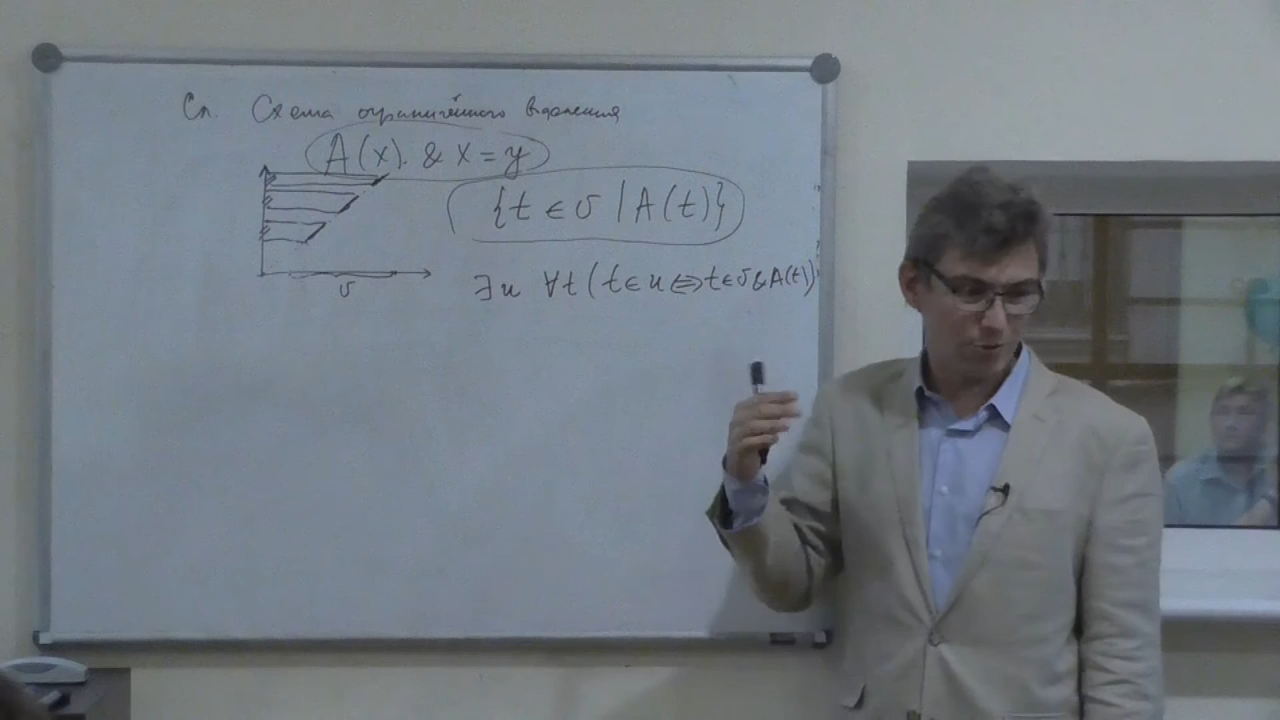 Сл. Схема ограниченного выделения
A(x). & x = y
{t ∈ υ | A(t)}
∃u ∀t (t ∈ u ⇔ t ∈ υ & A(t))
υ